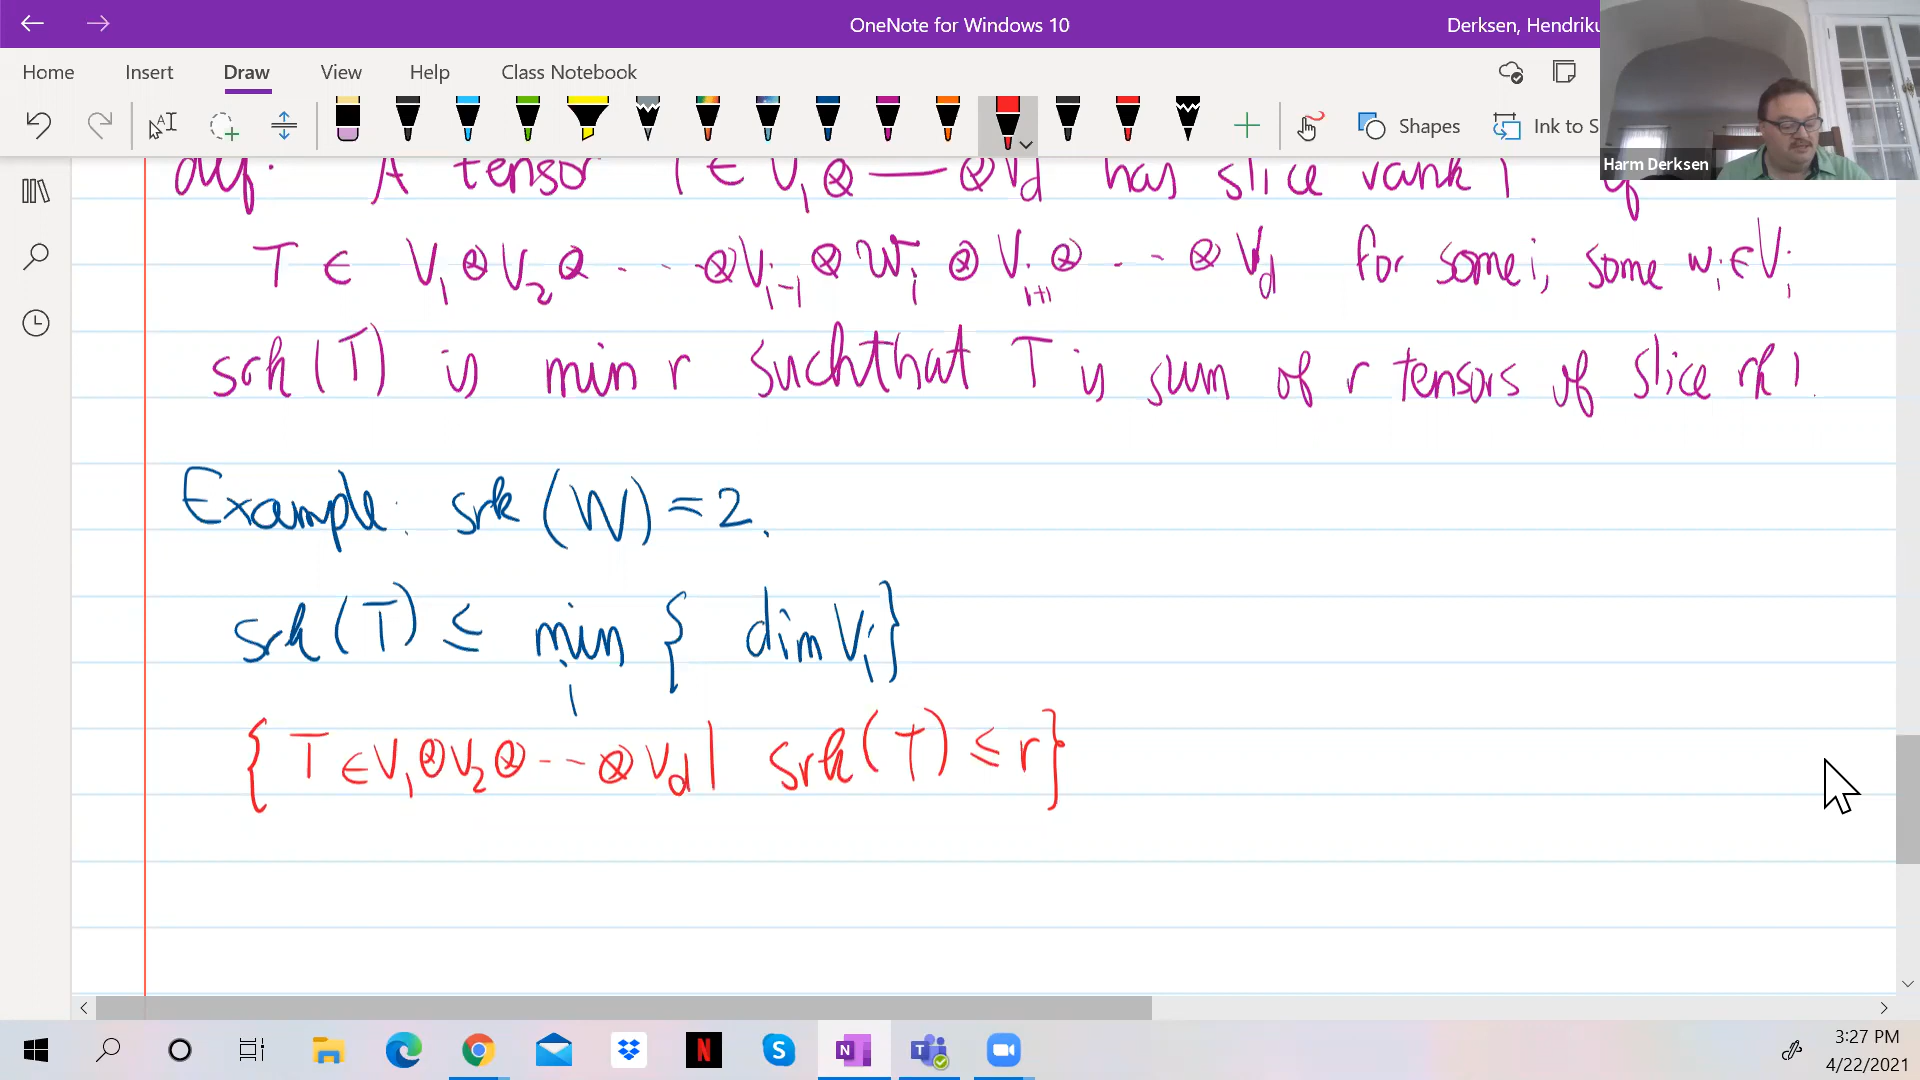 OneNote for Windows 10
Derksen, Hendriku
Home Insert Draw View Help Class Notebook
Shapes Ink to S
Harm Derksen
def: A tensor T ∈ V₁ ⊗ — ⊗ V_d has slice rank 1 if
T ∈ V₁ ⊗ V₂ ⊗ ... ⊗ V_{i-1} ⊗ w_i ⊗ V_{i+1} ⊗ ... ⊗ V_d for some i, some w_i ∈ V_i
srk(T) is min r such that T is sum of r tensors of slice rk 1.
Example: srk(W) = 2.
srk(T) ≤ min_i { dim V_i }
{ T ∈ V₁ ⊗ V₂ ⊗ ... ⊗ V_d | srk(T) ≤ r }
3:27 PM
4/22/2021